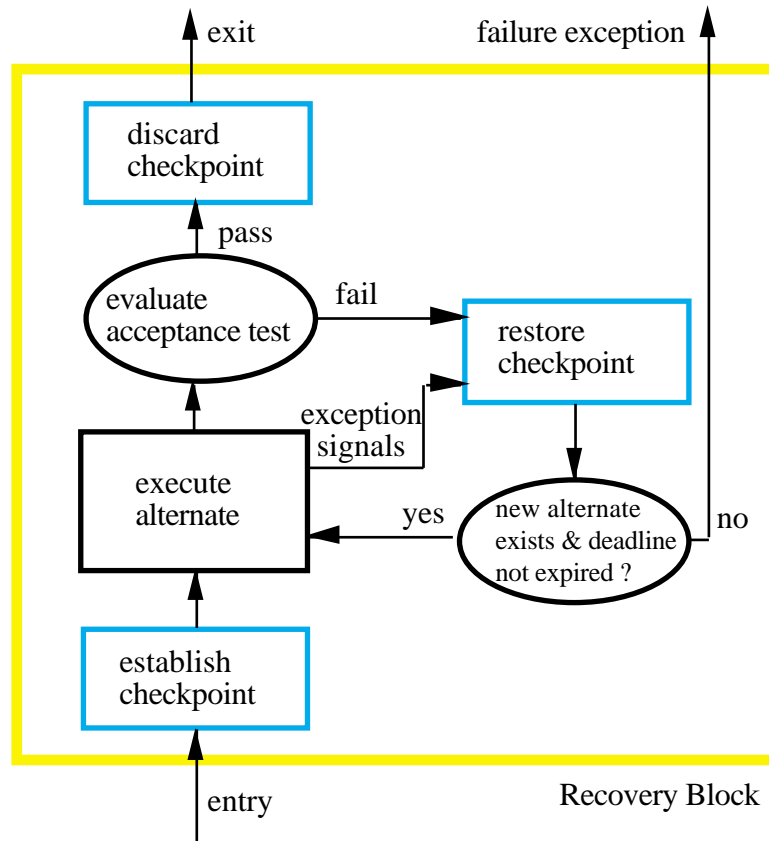 exit
failure exception
discard
checkpoint
pass
evaluate
acceptance test
fail
restore
checkpoint
exception
signals
execute
alternate
yes
new alternate
exists & deadline
not expired ?
no
establish
checkpoint
entry
Recovery Block